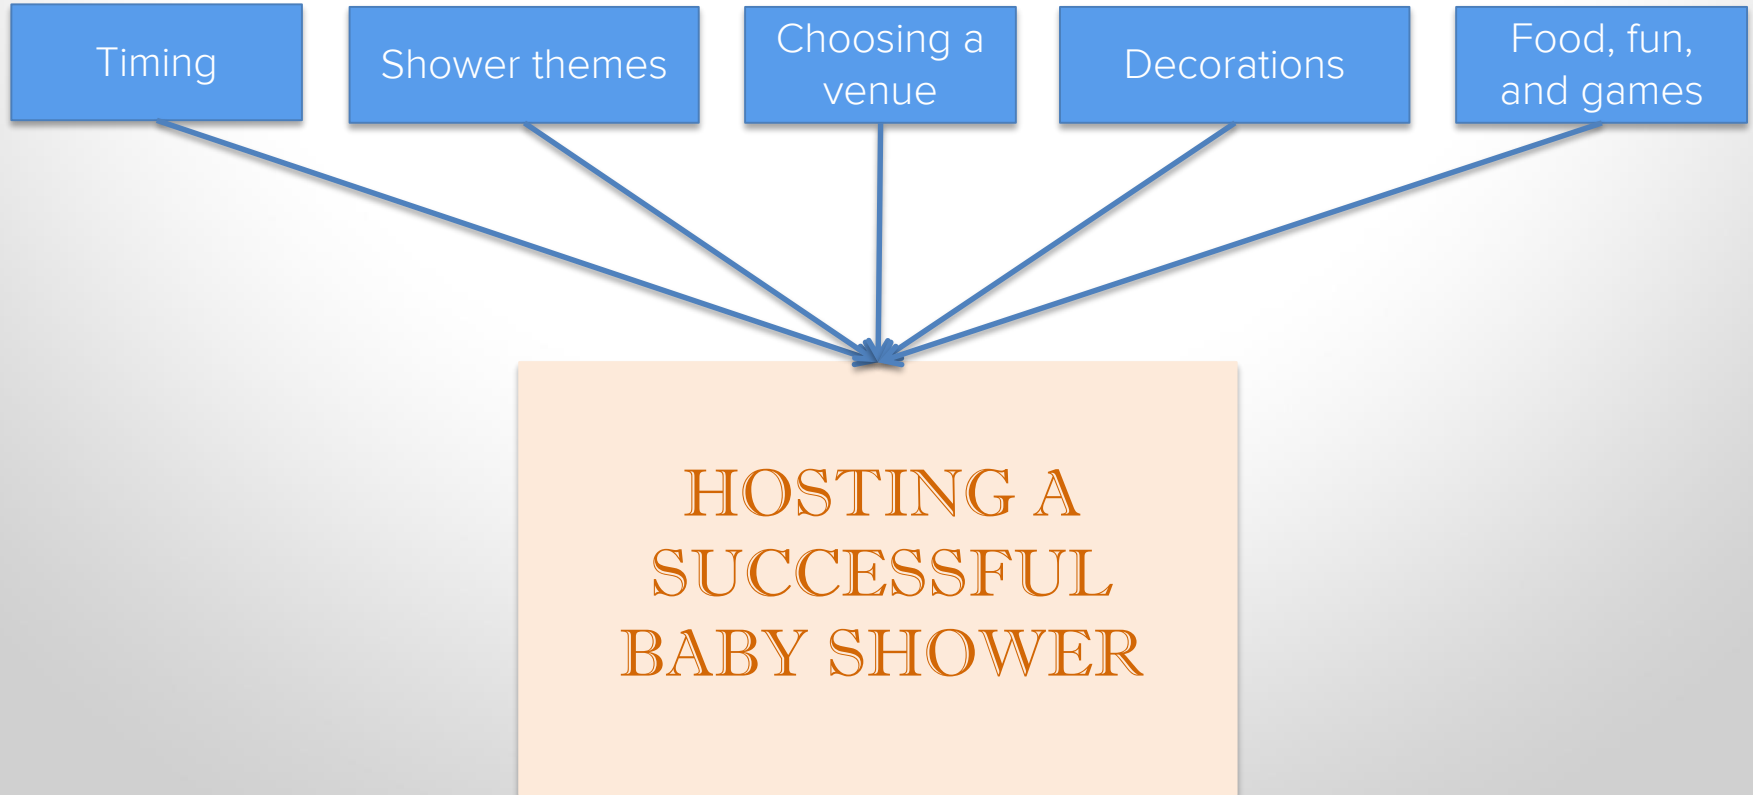 Timing
Shower themes
Choosing a
venue
Decorations
Food, fun,
and games
HOSTING A
SUCCESSFUL
BABY SHOWER